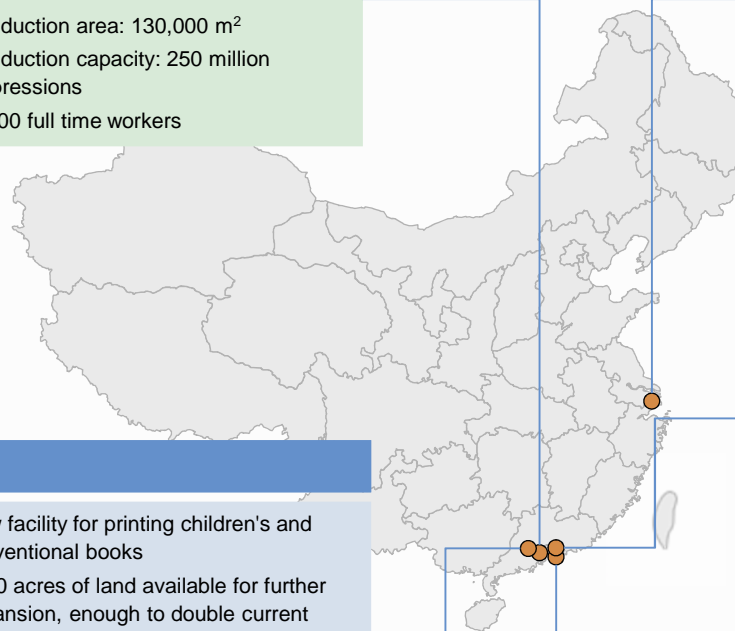 duction area: 130,000 m²
duction capacity: 250 million
ressions
00 full time workers
facility for printing children's and
ventional books
0 acres of land available for further
ansion, enough to double current